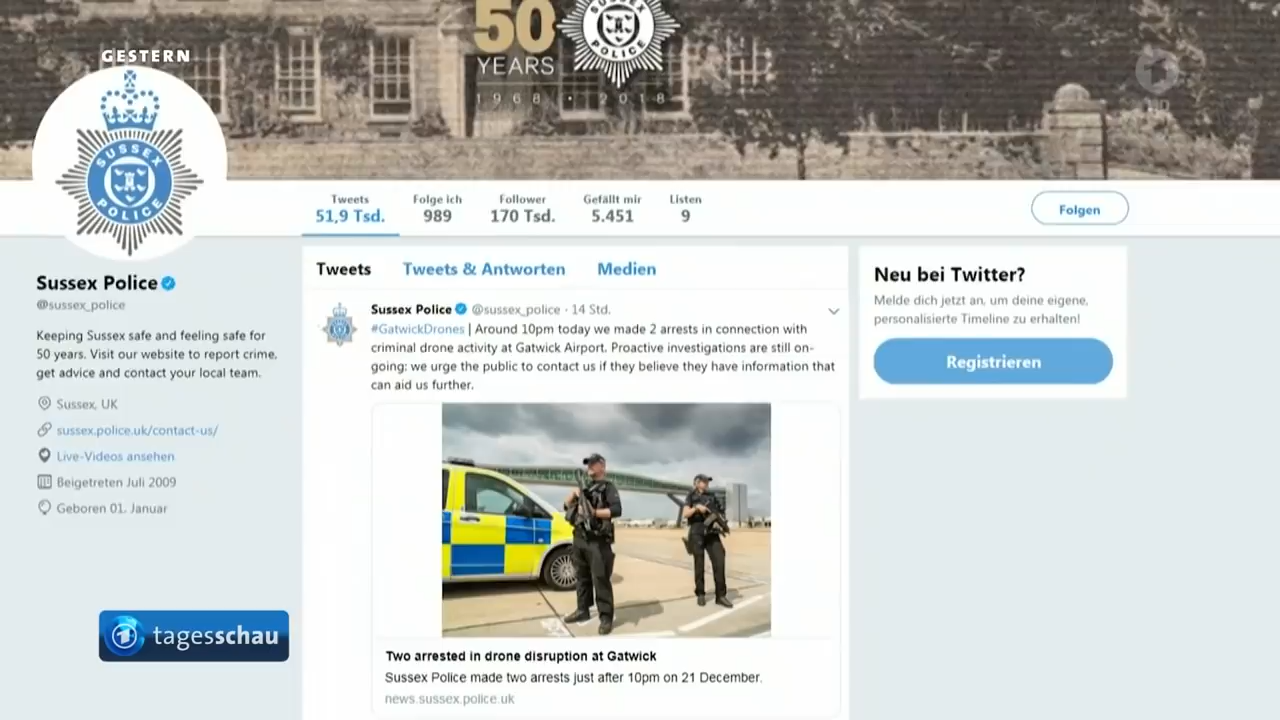 50
YEARS
1968 • 2018
SUSSEX
POLICE
GESTERN
HD
SUSSEX
POLICE
Tweets
51,9 Tsd.
Folge ich
989
Follower
170 Tsd.
Gefällt mir
5.451
Listen
9
Folgen
Sussex Police
@sussex_police
Keeping Sussex safe and feeling safe for
50 years. Visit our website to report crime,
get advice and contact your local team.
Sussex, UK
sussex.police.uk/contact-us/
Live-Videos ansehen
Beigetreten Juli 2009
Geboren 01. Januar
Tweets Tweets & Antworten Medien
Sussex Police @sussex_police · 14 Std.
#GatwickDrones | Around 10pm today we made 2 arrests in connection with
criminal drone activity at Gatwick Airport. Proactive investigations are still on-
going: we urge the public to contact us if they believe they have information that
can aid us further.
Two arrested in drone disruption at Gatwick
Sussex Police made two arrests just after 10pm on 21 December.
news.sussex.police.uk
Neu bei Twitter?
Melde dich jetzt an, um deine eigene,
personalisierte Timeline zu erhalten!
Registrieren
tagesschau